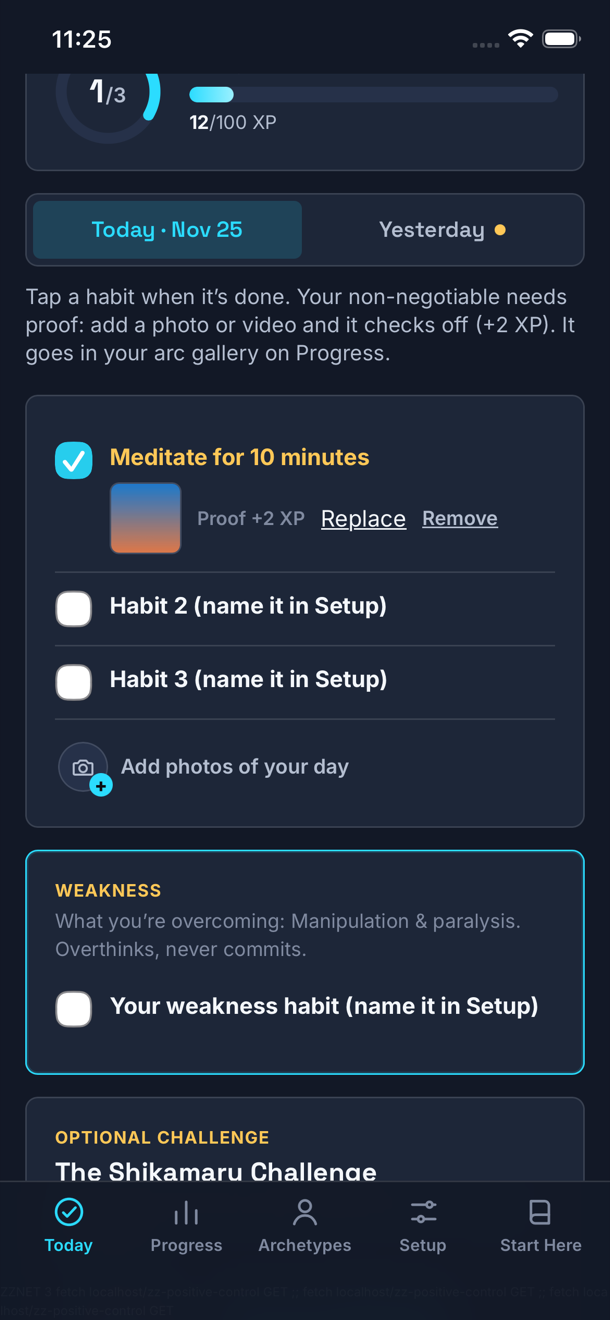 11:25
1/3
12/100 XP
Today · Nov 25
Yesterday
Tap a habit when it’s done. Your non-negotiable needs
proof: add a photo or video and it checks off (+2 XP). It
goes in your arc gallery on Progress.
Meditate for 10 minutes
Proof +2 XP Replace Remove
Habit 2 (name it in Setup)
Habit 3 (name it in Setup)
Add photos of your day
WEAKNESS
What you’re overcoming: Manipulation & paralysis.
Overthinks, never commits.
Your weakness habit (name it in Setup)
OPTIONAL CHALLENGE
The Shikamaru Challenge
Today Progress Archetypes Setup Start Here